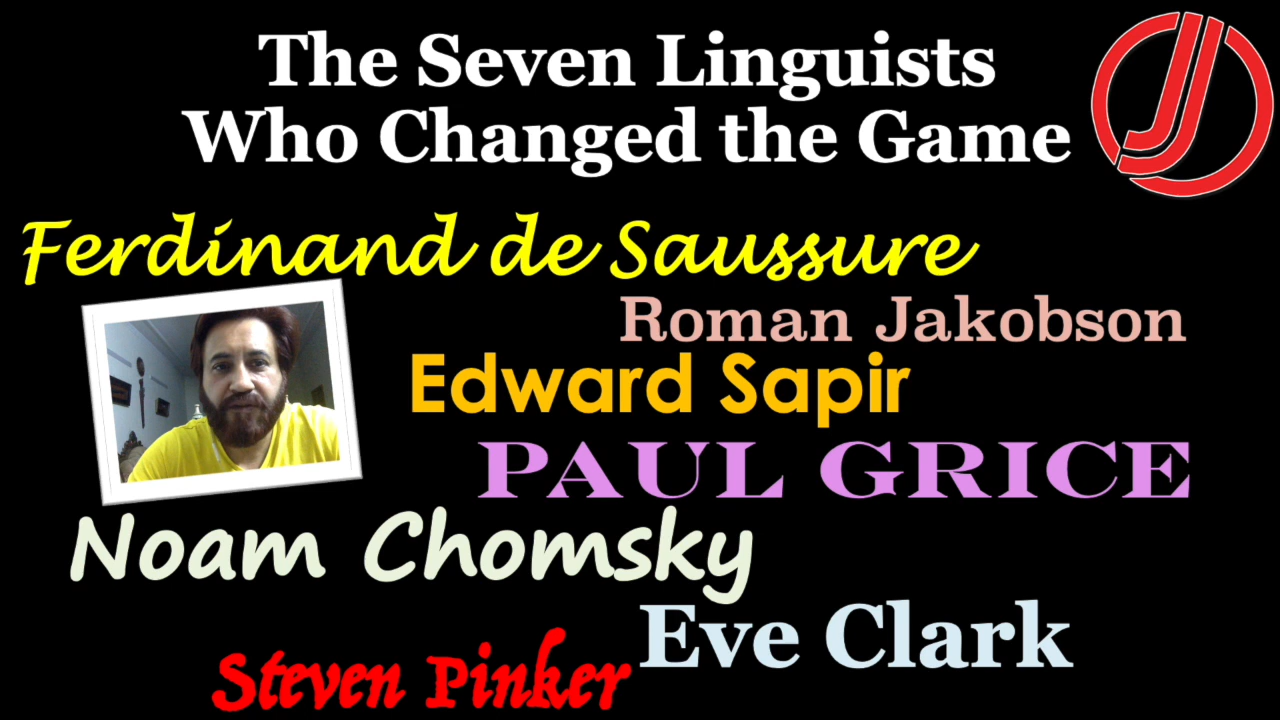 The Seven Linguists
Who Changed the Game
Ferdinand de Saussure
Roman Jakobson
Edward Sapir
PAUL GRICE
Noam Chomsky
Eve Clark
Steven Pinker